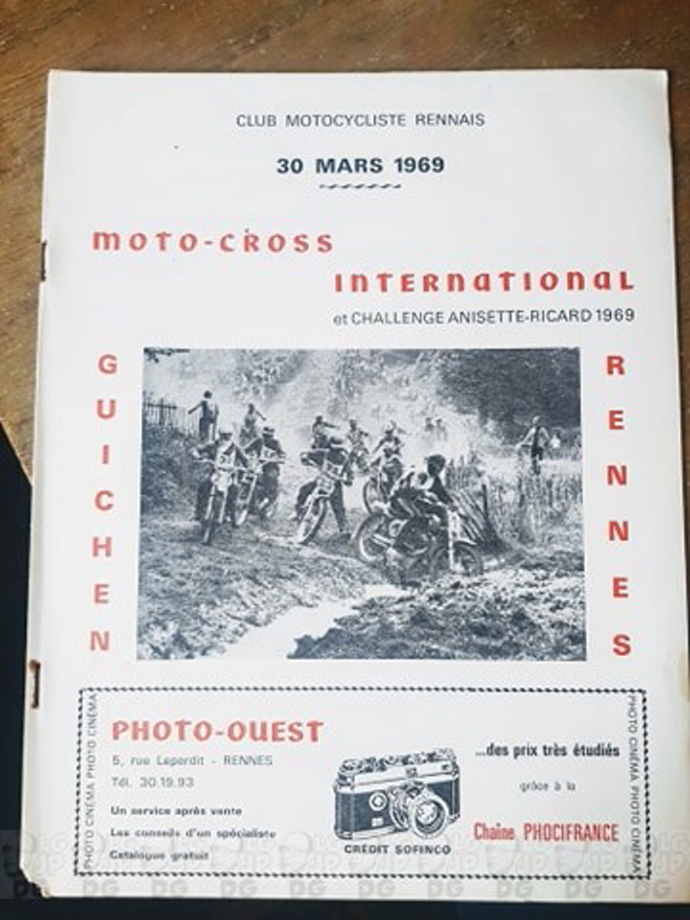 CLUB MOTOCYCLISTE RENNAIS
30 MARS 1969
MOTO-CROSS
INTERNATIONAL
et CHALLENGE ANISETTE-RICARD 1969
GUICHEN
RENNES
PHOTO CINÉMA PHOTO CINÉMA
PHOTO-OUEST
5, rue Leperdit - RENNES
Tél. 30.19.93
Un service après vente
Les conseils d'un spécialiste
Catalogue gratuit
CREDIT SOFINCO
...des prix très étudiés
grâce à la
Chaîne PHOCIFRANCE
PHOTO CINÉMA PHOTO CINÉMA